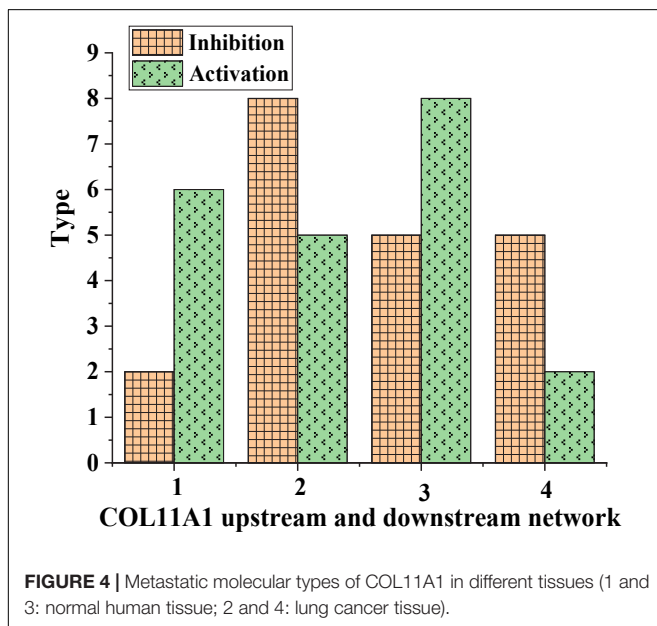 9
8
7
6
5
4
3
2
1
0
Type
Inhibition
Activation
1 2 3 4
COL11A1 upstream and downstream network
FIGURE 4 | Metastatic molecular types of COL11A1 in different tissues (1 and
3: normal human tissue; 2 and 4: lung cancer tissue).